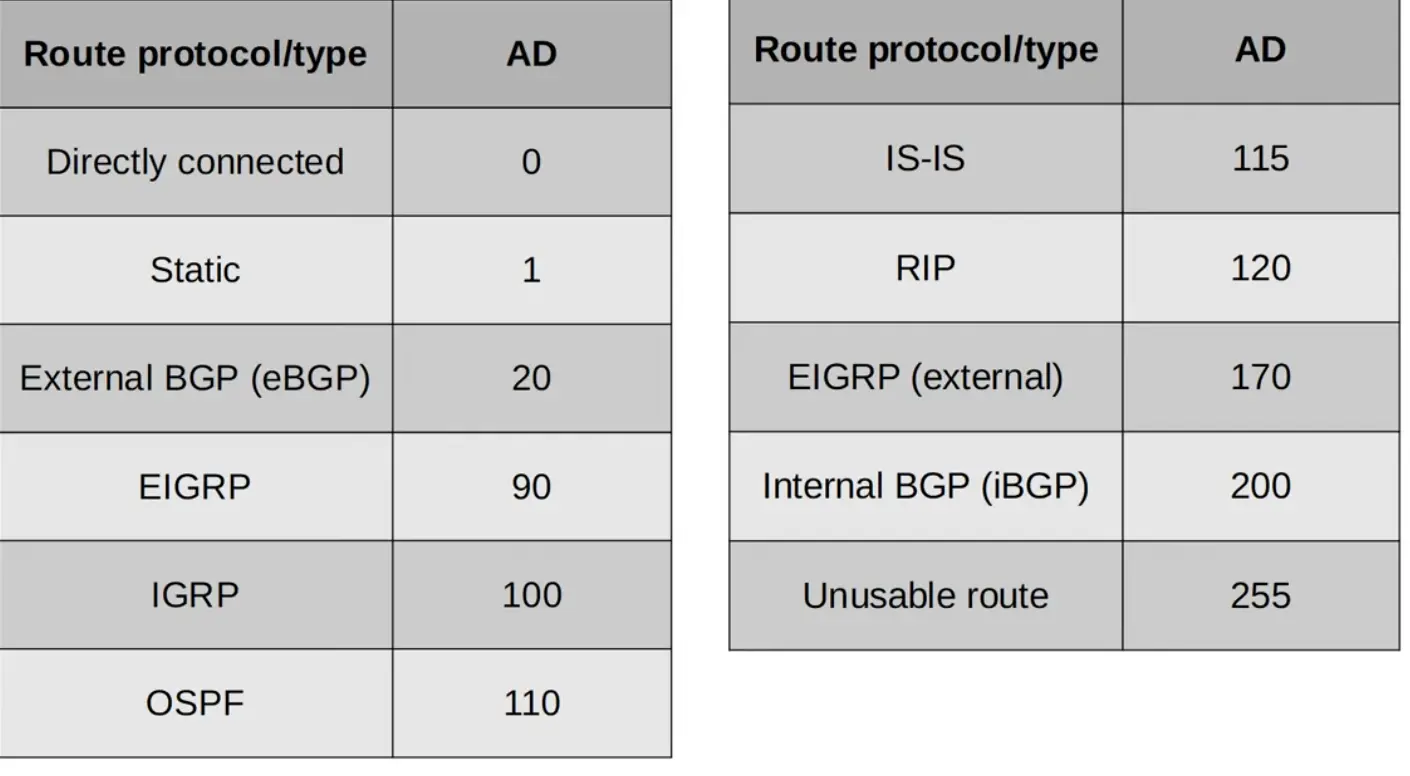 Route protocol/type AD
Directly connected 0
Static 1
External BGP (eBGP) 20
EIGRP 90
IGRP 100
OSPF 110
Route protocol/type AD
IS-IS 115
RIP 120
EIGRP (external) 170
Internal BGP (iBGP) 200
Unusable route 255